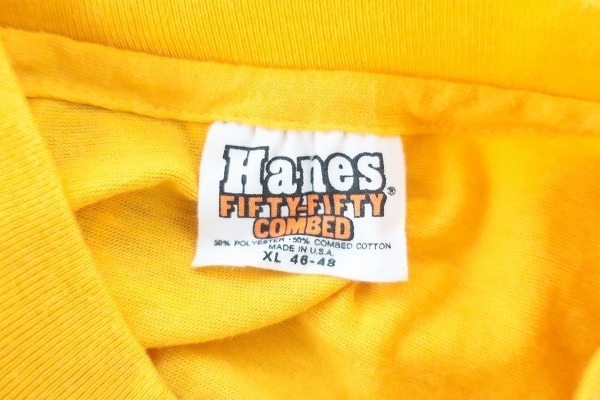 Hanes®
FIFTY-FIFTY
COMBED
50% POLYESTER · 50% COMBED COTTON
MADE IN U.S.A.
XL 46-48